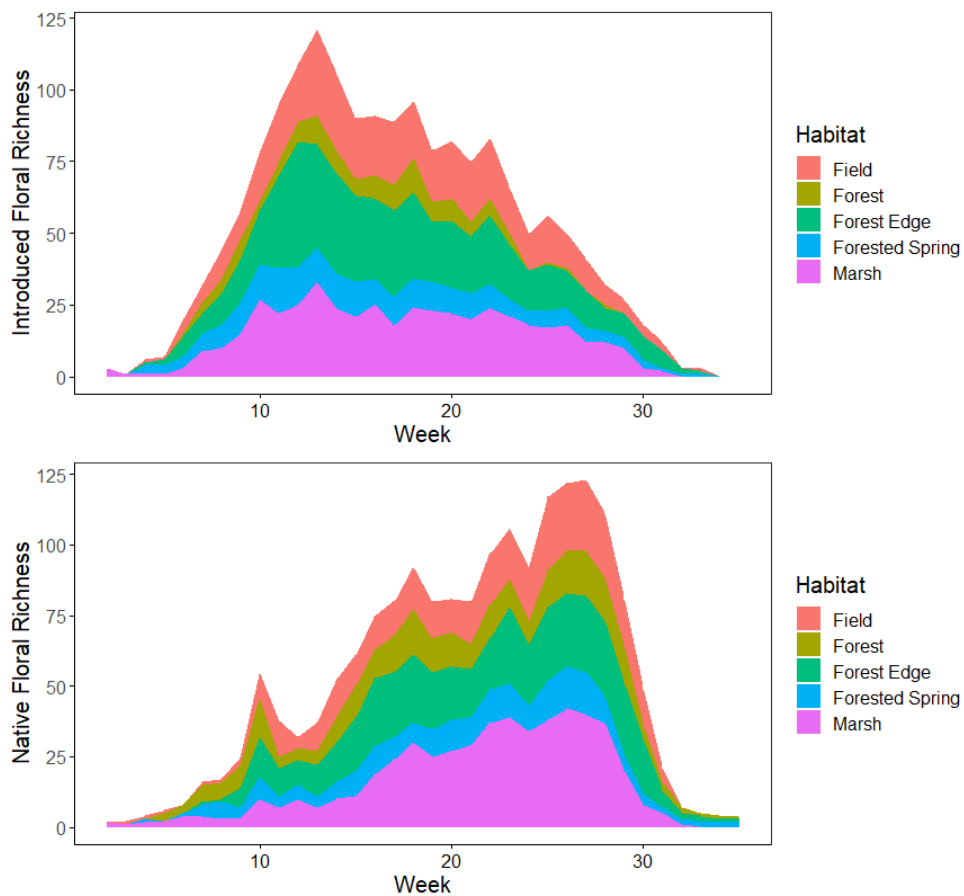 Introduced Floral Richness
125
100
75
50
25
0
10
20
30
Week
Habitat
Field
Forest
Forest Edge
Forested Spring
Marsh
Native Floral Richness
125
100
75
50
25
0
10
20
30
Week
Habitat
Field
Forest
Forest Edge
Forested Spring
Marsh